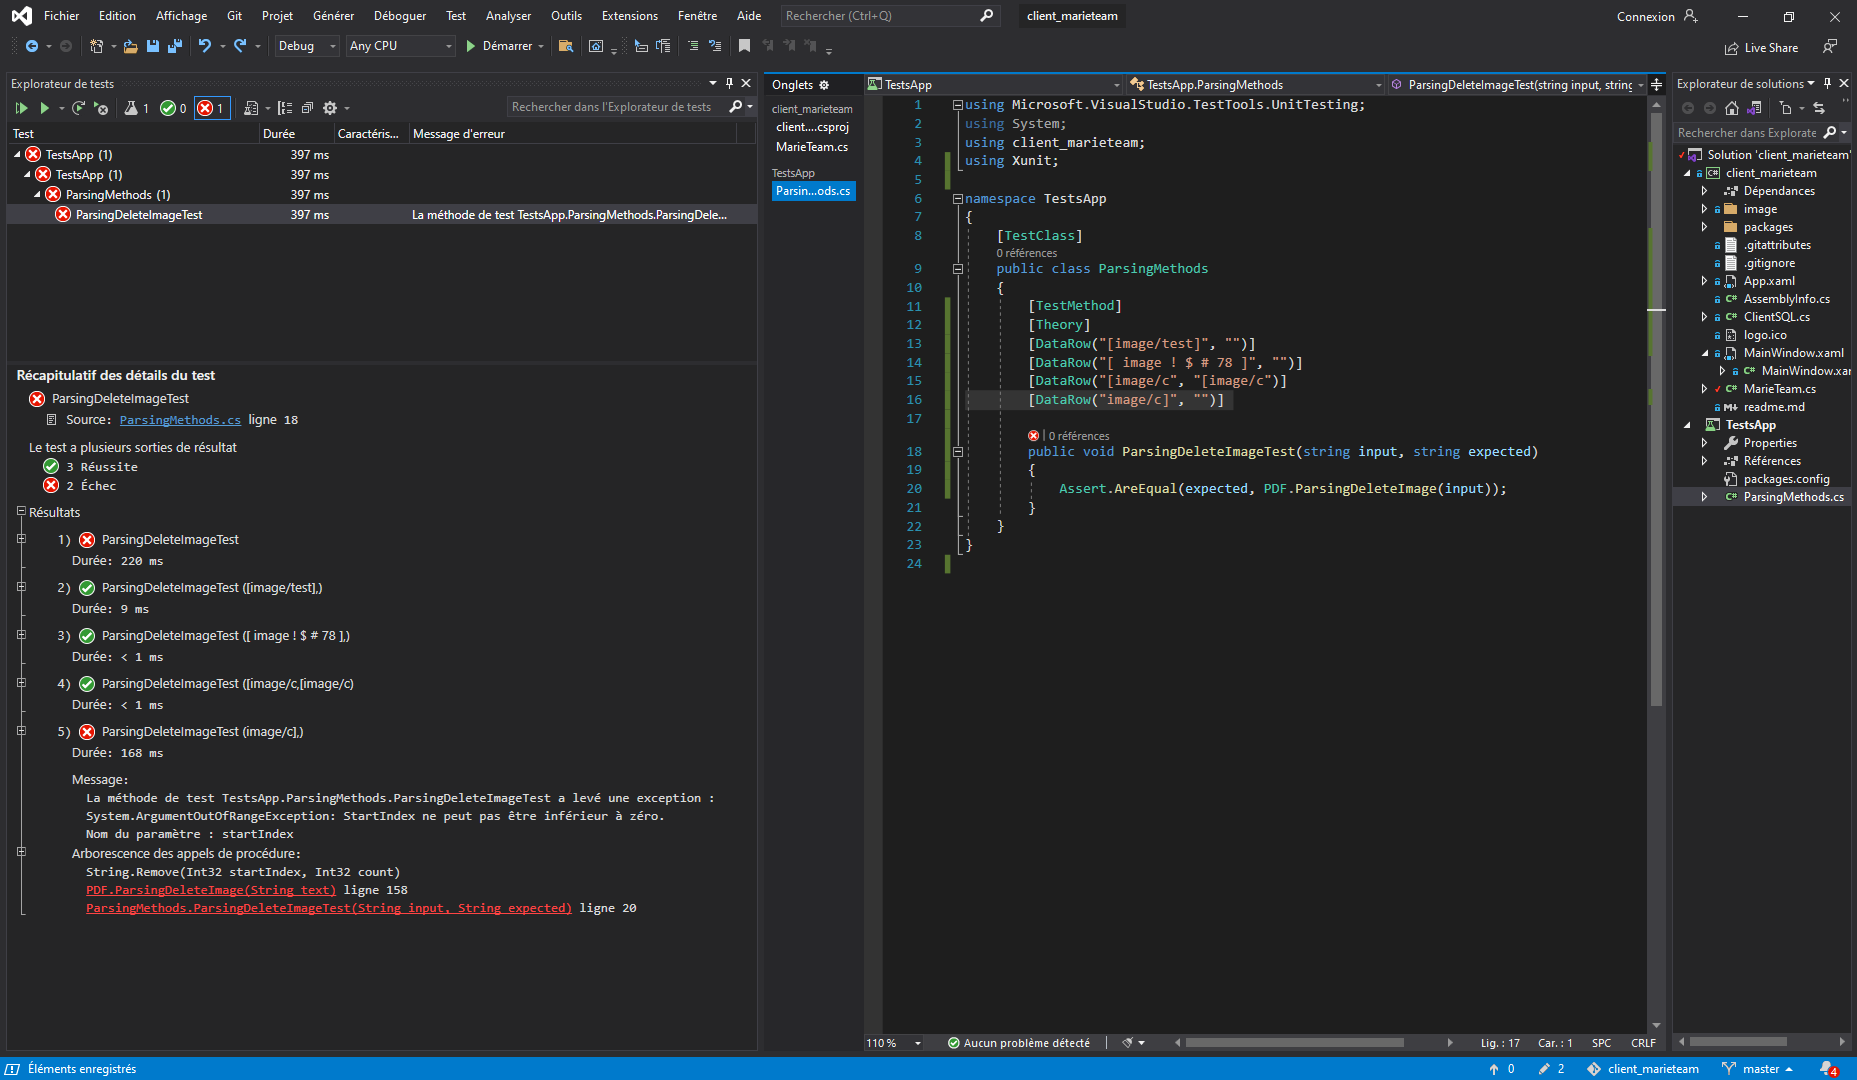 Fichier Edition Affichage Git Projet Générer Déboguer Test Analyser Outils Extensions Fenêtre Aide Rechercher (Ctrl+Q) client_marieteam Connexion
Debug Any CPU Démarrer Live Share
Explorateur de tests
1 0 1 Rechercher dans l'Explorateur de tests
Test Durée Caractéris... Message d'erreur
TestsApp (1) 397 ms
TestsApp (1) 397 ms
ParsingMethods (1) 397 ms
ParsingDeleteImageTest 397 ms La méthode de test TestsApp.ParsingMethods.ParsingDele...
Récapitulatif des détails du test
ParsingDeleteImageTest
Source: ParsingMethods.cs ligne 18
Le test a plusieurs sorties de résultat
3 Réussite
2 Échec
Résultats
1) ParsingDeleteImageTest
Durée: 220 ms
2) ParsingDeleteImageTest ([image/test],)
Durée: 9 ms
3) ParsingDeleteImageTest ([ image ! $ # 78 ],)
Durée: < 1 ms
4) ParsingDeleteImageTest ([image/c,[image/c)
Durée: < 1 ms
5) ParsingDeleteImageTest (image/c],)
Durée: 168 ms
Message:
La méthode de test TestsApp.ParsingMethods.ParsingDeleteImageTest a levé une exception :
System.ArgumentOutOfRangeException: StartIndex ne peut pas être inférieur à zéro.
Nom du paramètre : startIndex
Arborescence des appels de procédure:
String.Remove(Int32 startIndex, Int32 count)
PDF.ParsingDeleteImage(String text) ligne 158
ParsingMethods.ParsingDeleteImageTest(String input, String expected) ligne 20
Onglets
client_marieteam
client....csproj
MarieTeam.cs
TestsApp
Parsin...ods.cs
TestsApp TestsApp.ParsingMethods ParsingDeleteImageTest(string input, string
1 using Microsoft.VisualStudio.TestTools.UnitTesting;
2 using System;
3 using client_marieteam;
4 using Xunit;
5
6 namespace TestsApp
7 {
8 [TestClass]
0 références
9 public class ParsingMethods
10 {
11 [TestMethod]
12 [Theory]
13 [DataRow("[image/test]", "")]
14 [DataRow("[ image ! $ # 78 ]", "")]
15 [DataRow("[image/c", "[image/c")]
16 [DataRow("image/c]", "")]
17
| 0 références
18 public void ParsingDeleteImageTest(string input, string expected)
19 {
20 Assert.AreEqual(expected, PDF.ParsingDeleteImage(input));
21 }
22 }
23 }
24
110 % Aucun problème détecté Lig. : 17 Car. : 1 SPC CRLF
Explorateur de solutions
Rechercher dans Explorate
Solution 'client_marieteam'
client_marieteam
Dépendances
image
packages
.gitattributes
.gitignore
App.xaml
AssemblyInfo.cs
ClientSQL.cs
logo.ico
MainWindow.xaml
MainWindow.xar
MarieTeam.cs
readme.md
TestsApp
Properties
Références
packages.config
ParsingMethods.cs
Éléments enregistrés 0 2 client_marieteam master 4